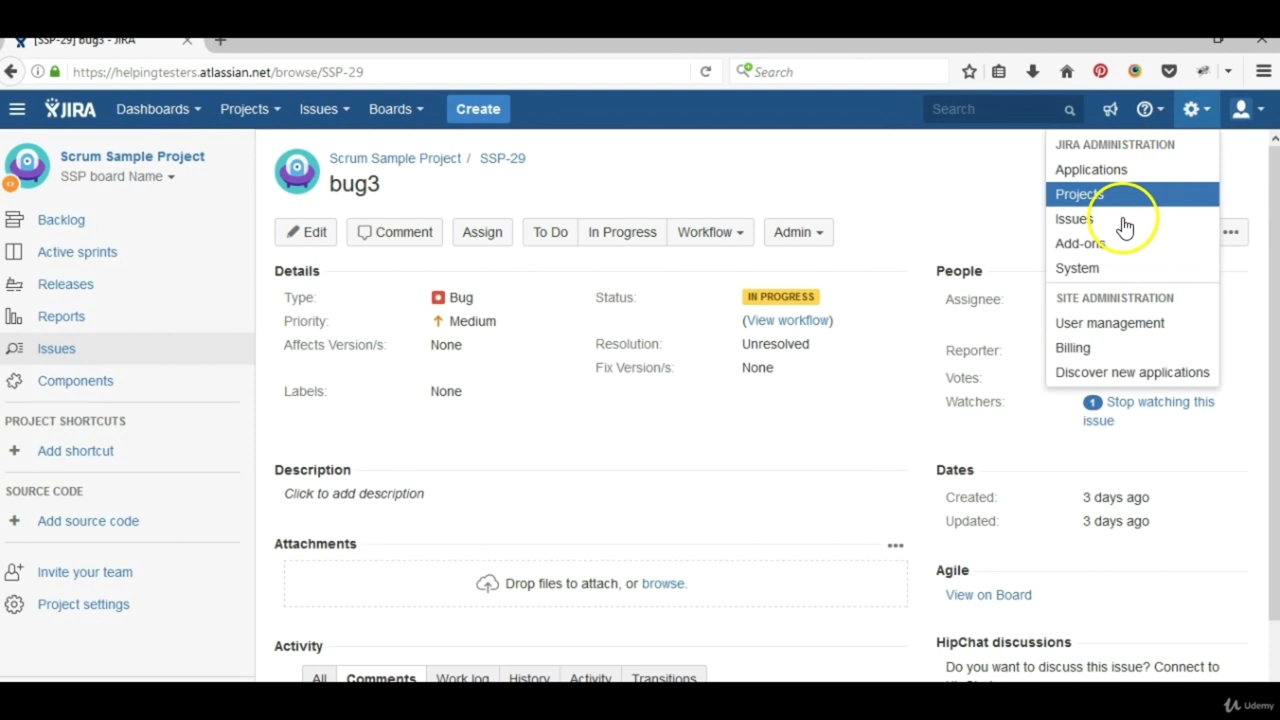 [SSP-29] bug3 - JIRA
https://helpingtesters.atlassian.net/browse/SSP-29
Search
JIRA
Dashboards
Projects
Issues
Boards
Create
Search
Scrum Sample Project
SSP board Name
Backlog
Active sprints
Releases
Reports
Issues
Components
PROJECT SHORTCUTS
Add shortcut
SOURCE CODE
Add source code
Invite your team
Project settings
Scrum Sample Project / SSP-29
bug3
Edit
Comment
Assign
To Do
In Progress
Workflow
Admin
Details
Type: Bug
Priority: Medium
Affects Version/s: None
Labels: None
Status: IN PROGRESS
(View workflow)
Resolution: Unresolved
Fix Version/s: None
Description
Click to add description
Attachments
Drop files to attach, or browse.
Activity
All
Comments
Work log
History
Activity
Transitions
JIRA ADMINISTRATION
Applications
Projects
Issues
Add-ons
System
SITE ADMINISTRATION
User management
Billing
Discover new applications
People
Assignee:
Reporter:
Votes:
Watchers: 1 Stop watching this
issue
Dates
Created: 3 days ago
Updated: 3 days ago
Agile
View on Board
HipChat discussions
Do you want to discuss this issue? Connect to
Udemy